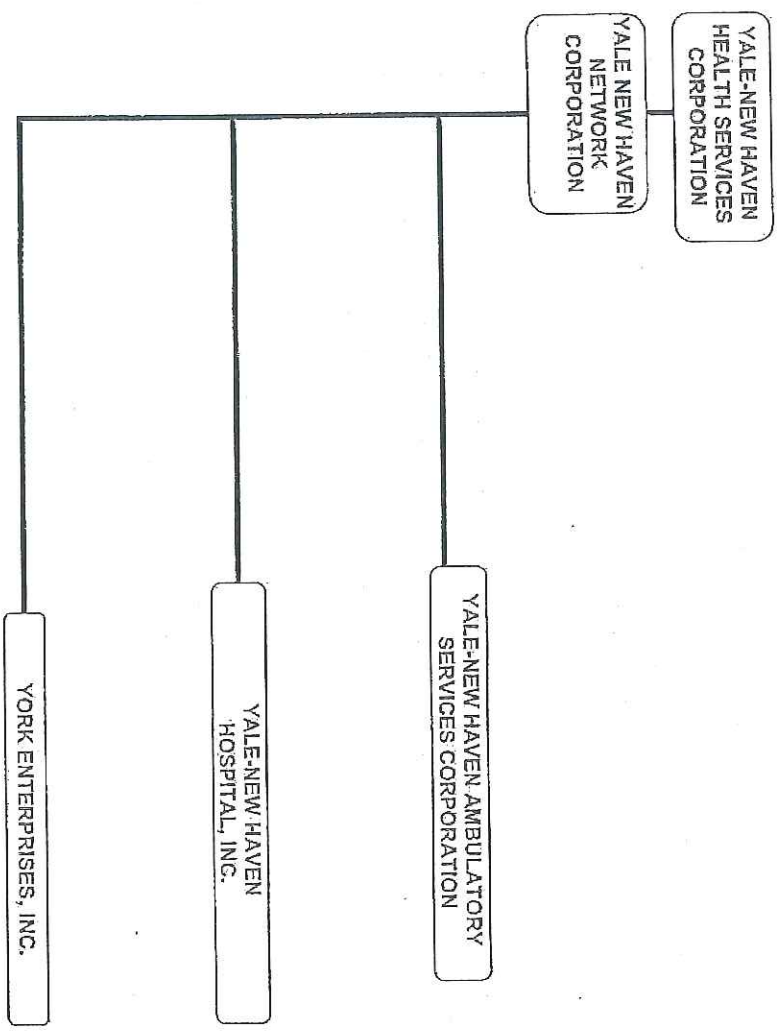 YALE-NEW HAVEN
HEALTH SERVICES
CORPORATION
YALE NEW HAVEN
NETWORK
CORPORATION
YALE-NEW HAVEN AMBULATORY
SERVICES CORPORATION
YALE-NEW HAVEN
HOSPITAL, INC.
YORK ENTERPRISES, INC.